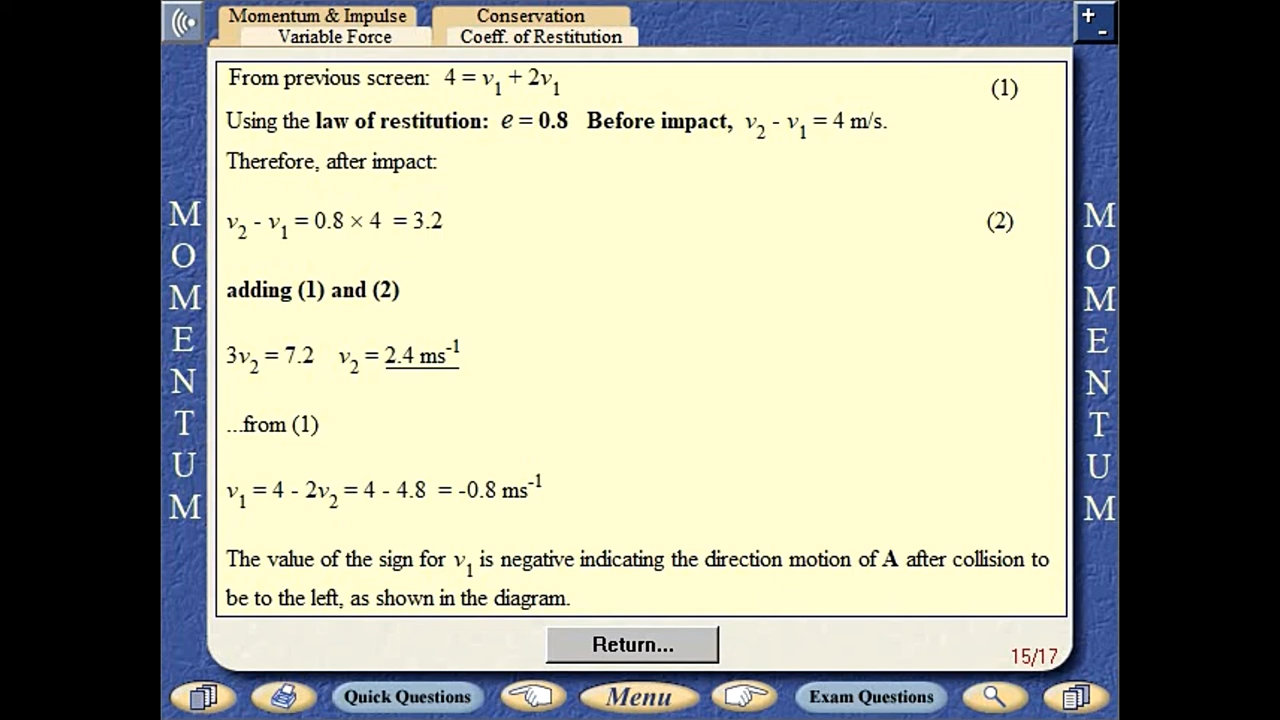 Momentum & Impulse
Variable Force
Conservation
Coeff. of Restitution
+
-
MOMENTUM
From previous screen: 4 = v₁ + 2v₁ (1)
Using the law of restitution: e = 0.8 Before impact, v₂ - v₁ = 4 m/s.
Therefore, after impact:
v₂ - v₁ = 0.8 × 4 = 3.2 (2)
adding (1) and (2)
3v₂ = 7.2 v₂ = 2.4 ms⁻¹
...from (1)
v₁ = 4 - 2v₂ = 4 - 4.8 = -0.8 ms⁻¹
The value of the sign for v₁ is negative indicating the direction motion of A after collision to
be to the left, as shown in the diagram.
MOMENTUM
Return...
15/17
Quick Questions
Menu
Exam Questions